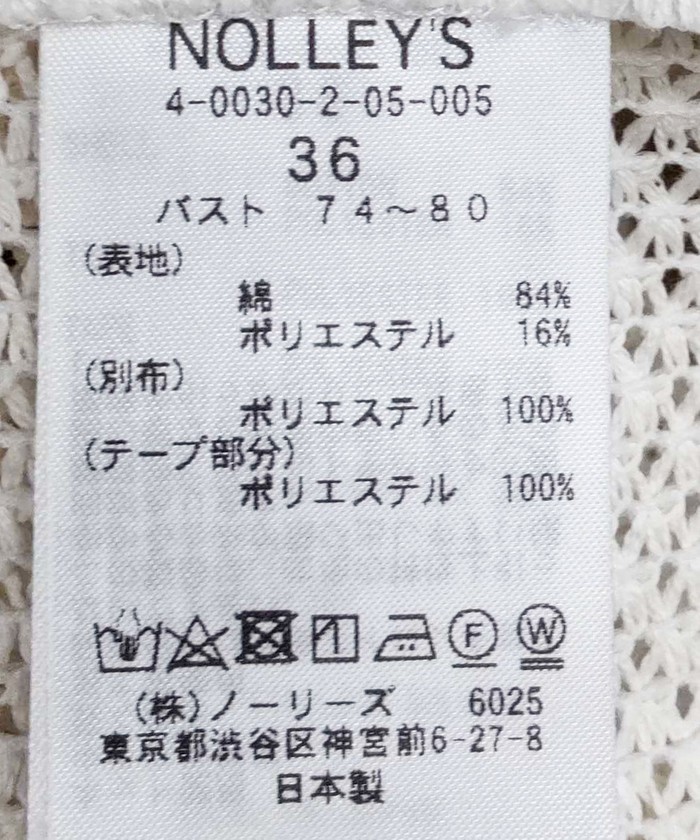 NOLLEY'S
4-0030-2-05-005
36
バスト 74～80
(表地)
綿 84%
ポリエステル 16%
(別布)
ポリエステル 100%
(テープ部分)
ポリエステル 100%
F W
(株)ノーリーズ 6025
東京都渋谷区神宮前6-27-8
日本製